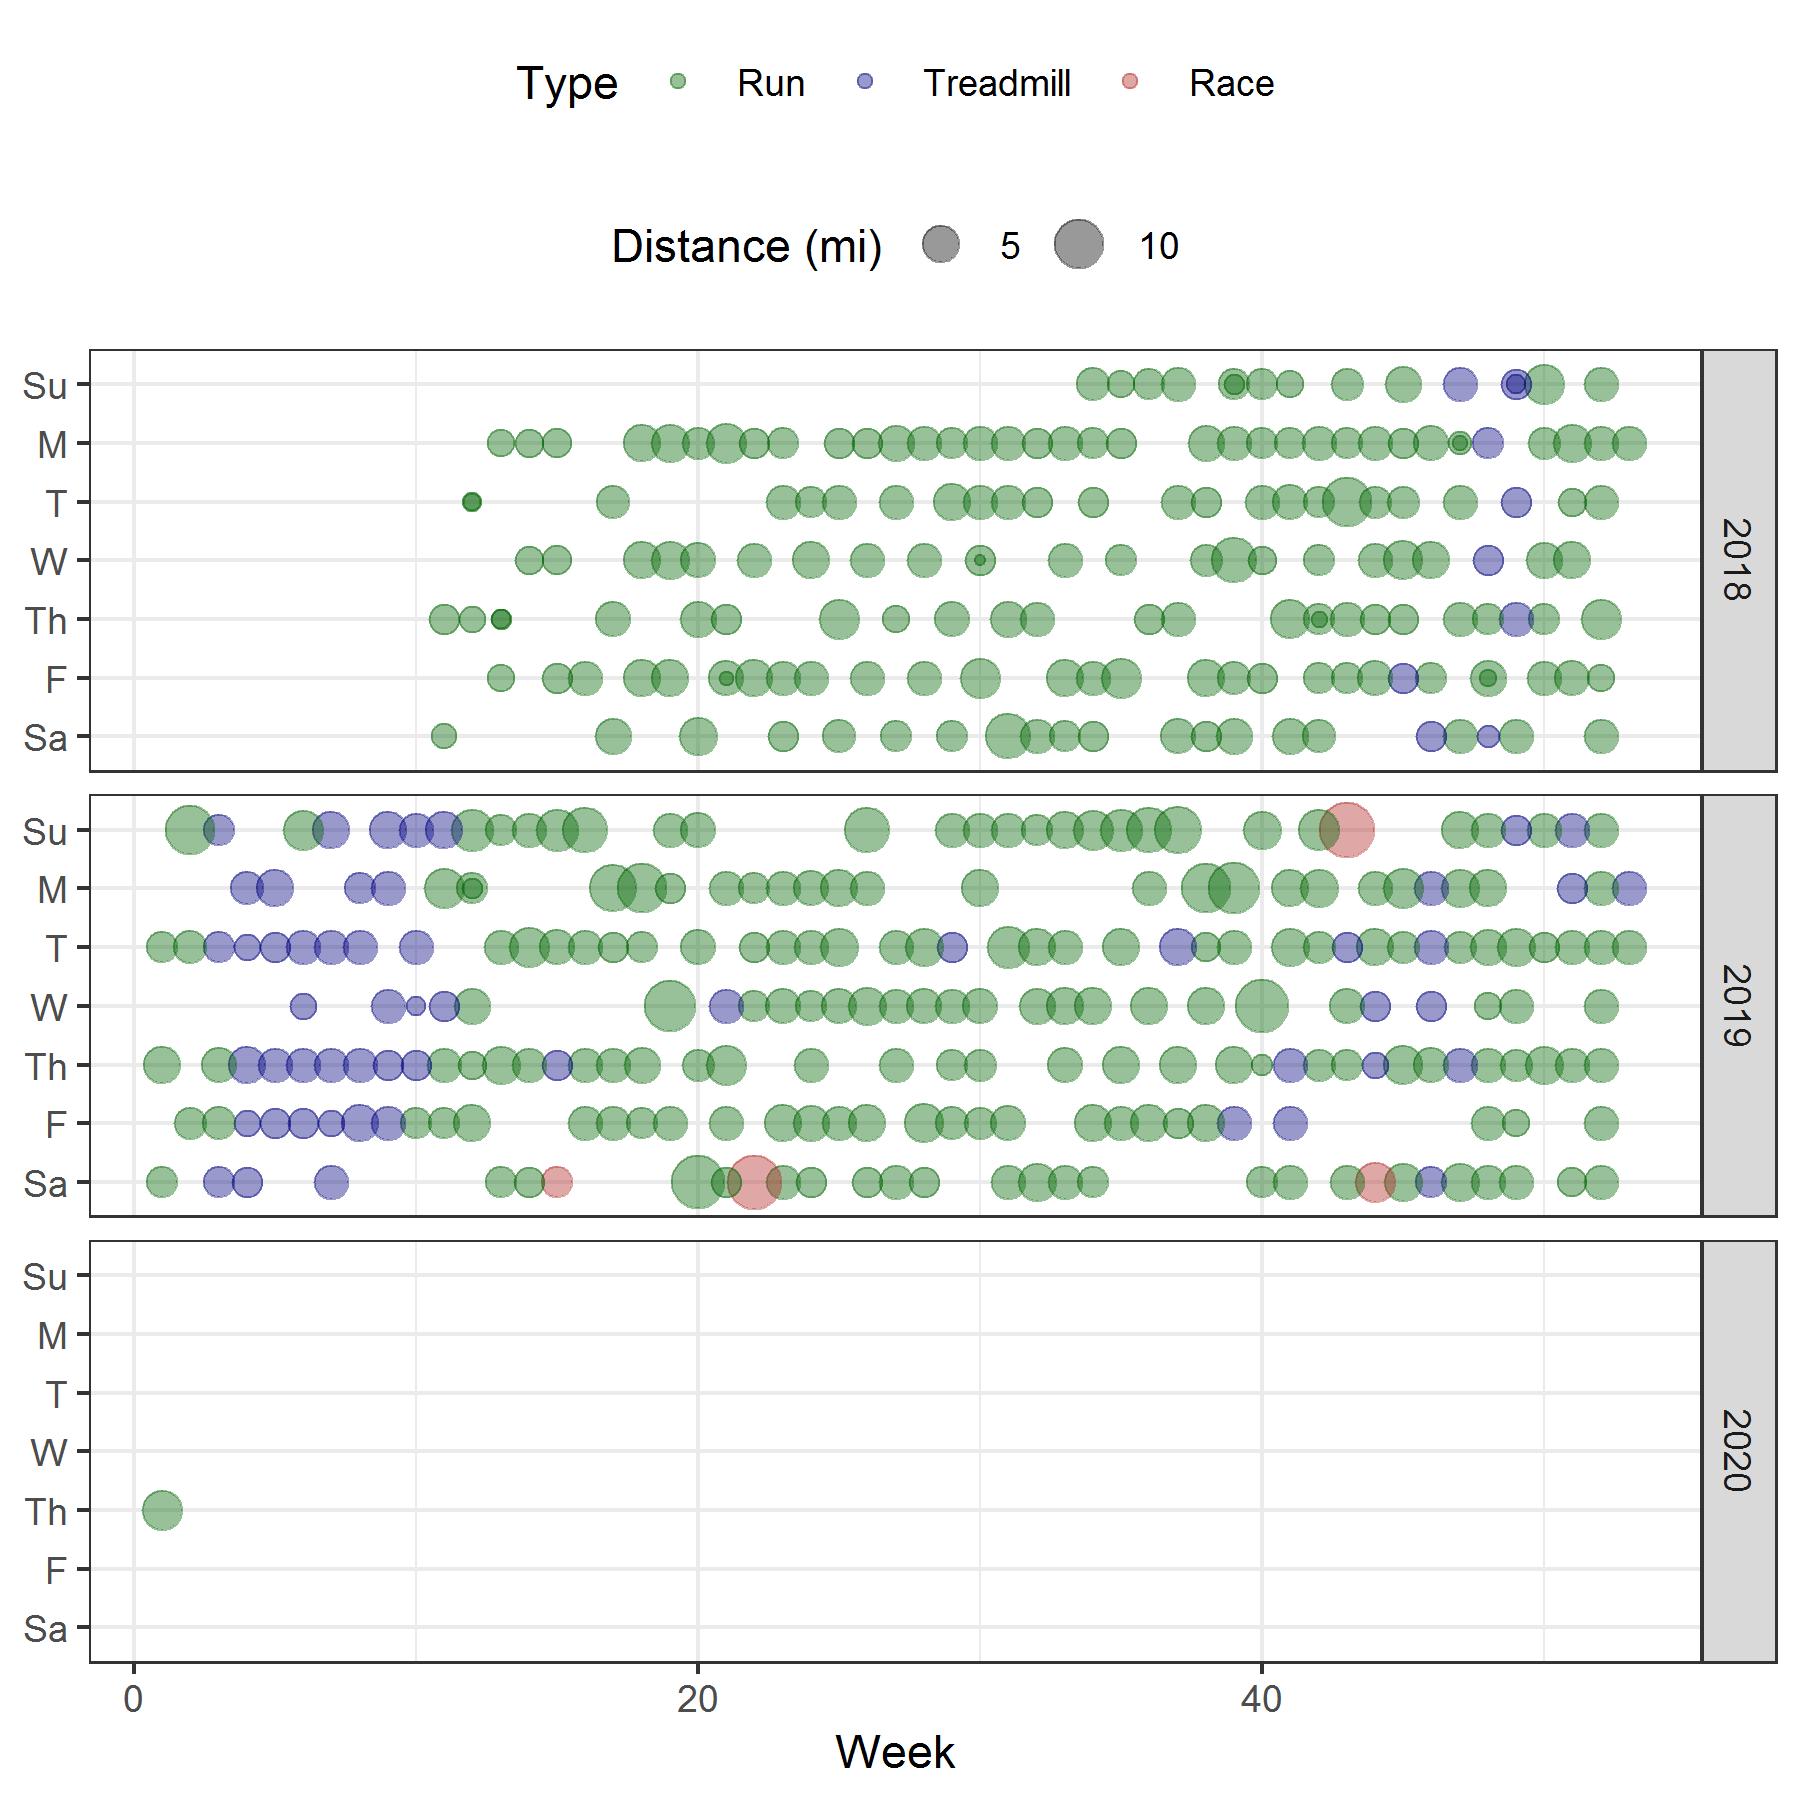 Type Run Treadmill Race
Distance (mi) 5 10
Su
M
T
W
Th
F
Sa
2018
Su
M
T
W
Th
F
Sa
2019
Su
M
T
W
Th
F
Sa
2020
0 20 40
Week